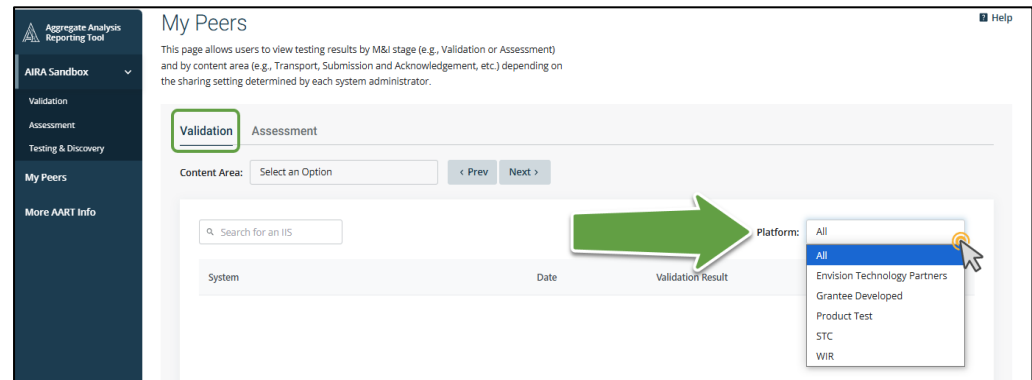 Aggregate Analysis
Reporting Tool
AIRA Sandbox
Validation
Assessment
Testing & Discovery
My Peers
More AART Info
My Peers
? Help
This page allows users to view testing results by M&I stage (e.g., Validation or Assessment)
and by content area (e.g., Transport, Submission and Acknowledgement, etc.) depending on
the sharing setting determined by each system administrator.
Validation Assessment
Content Area: Select an Option < Prev Next >
Search for an IIS
Platform: All
All
Envision Technology Partners
Grantee Developed
Product Test
STC
WIR
System Date Validation Result